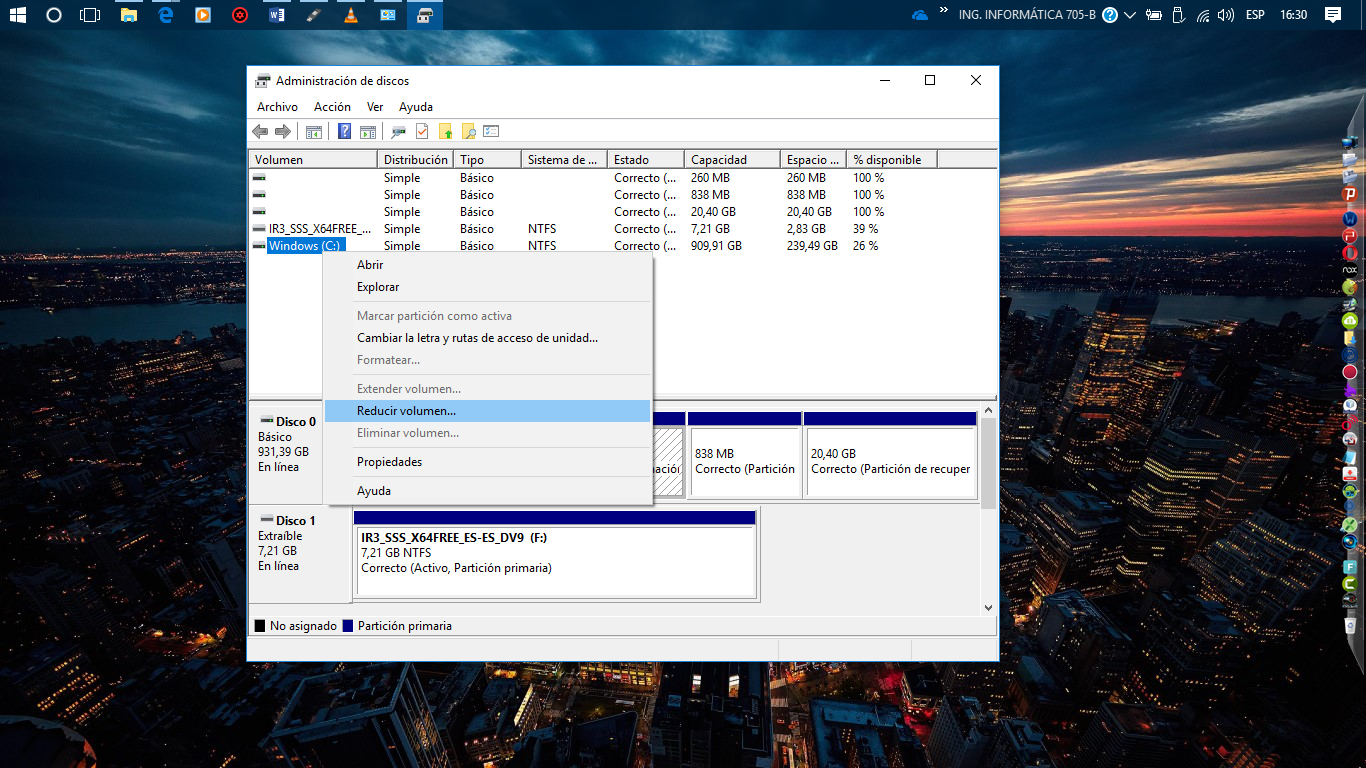 ING. INFORMÁTICA 705-B
ESP
16:30
Administración de discos
Archivo Acción Ver Ayuda
Volumen Distribución Tipo Sistema de ... Estado Capacidad Espacio ... % disponible
Simple Básico Correcto (... 260 MB 260 MB 100 %
Simple Básico Correcto (... 838 MB 838 MB 100 %
Simple Básico Correcto (... 20,40 GB 20,40 GB 100 %
IR3_SSS_X64FREE_... Simple Básico NTFS Correcto (... 7,21 GB 2,83 GB 39 %
Windows (C:) Simple Básico NTFS Correcto (... 909,91 GB 239,49 GB 26 %
Abrir
Explorar
Marcar partición como activa
Cambiar la letra y rutas de acceso de unidad...
Formatear...
Extender volumen...
Reducir volumen...
Eliminar volumen...
Propiedades
Ayuda
Disco 0
Básico
931,39 GB
En línea
838 MB
Correcto (Partición
20,40 GB
Correcto (Partición de recuper
Disco 1
Extraíble
7,21 GB
En línea
IR3_SSS_X64FREE_ES-ES_DV9 (F:)
7,21 GB NTFS
Correcto (Activo, Partición primaria)
No asignado Partición primaria